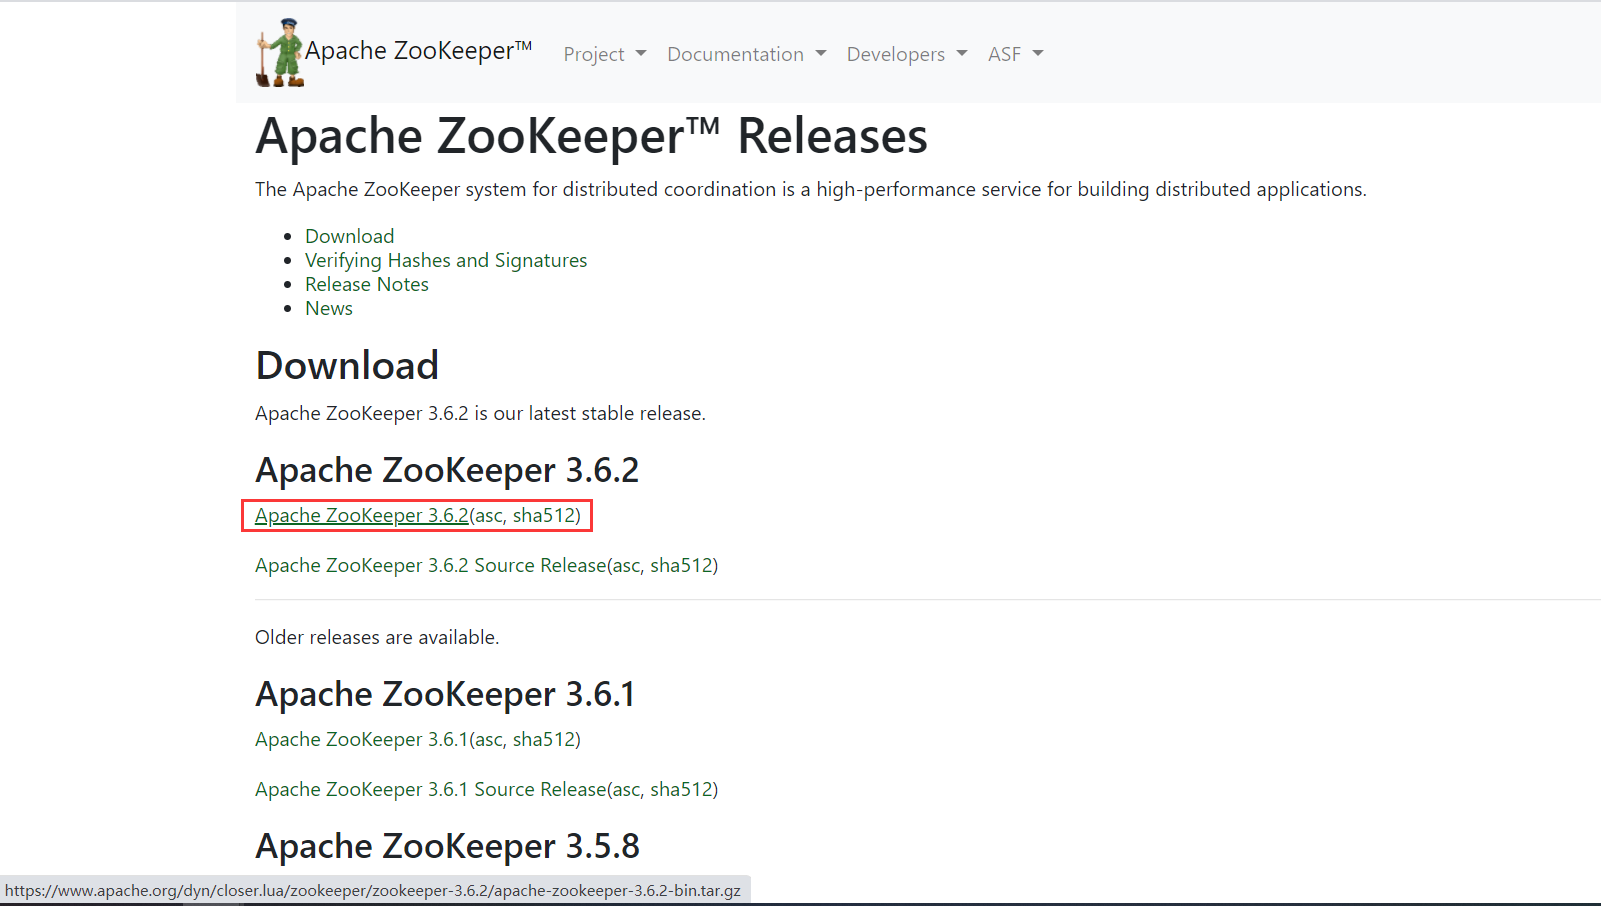 Apache ZooKeeper™ Project Documentation Developers ASF
Apache ZooKeeper™ Releases
The Apache ZooKeeper system for distributed coordination is a high-performance service for building distributed applications.
Download
Verifying Hashes and Signatures
Release Notes
News
Download
Apache ZooKeeper 3.6.2 is our latest stable release.
Apache ZooKeeper 3.6.2
Apache ZooKeeper 3.6.2(asc, sha512)
Apache ZooKeeper 3.6.2 Source Release(asc, sha512)
Older releases are available.
Apache ZooKeeper 3.6.1
Apache ZooKeeper 3.6.1(asc, sha512)
Apache ZooKeeper 3.6.1 Source Release(asc, sha512)
Apache ZooKeeper 3.5.8
https://www.apache.org/dyn/closer.lua/zookeeper/zookeeper-3.6.2/apache-zookeeper-3.6.2-bin.tar.gz